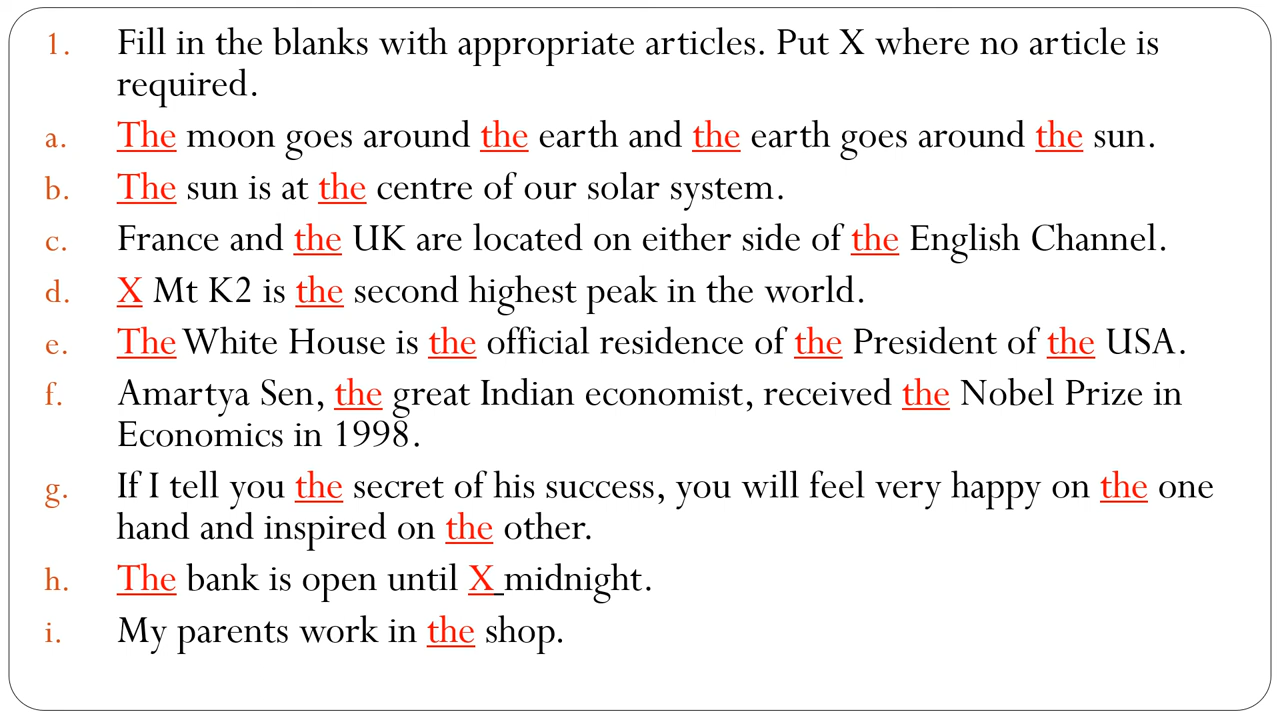 1. Fill in the blanks with appropriate articles. Put X where no article is
required.
a. The moon goes around the earth and the earth goes around the sun.
b. The sun is at the centre of our solar system.
c. France and the UK are located on either side of the English Channel.
d. X Mt K2 is the second highest peak in the world.
e. The White House is the official residence of the President of the USA.
f. Amartya Sen, the great Indian economist, received the Nobel Prize in
Economics in 1998.
g. If I tell you the secret of his success, you will feel very happy on the one
hand and inspired on the other.
h. The bank is open until X midnight.
i. My parents work in the shop.